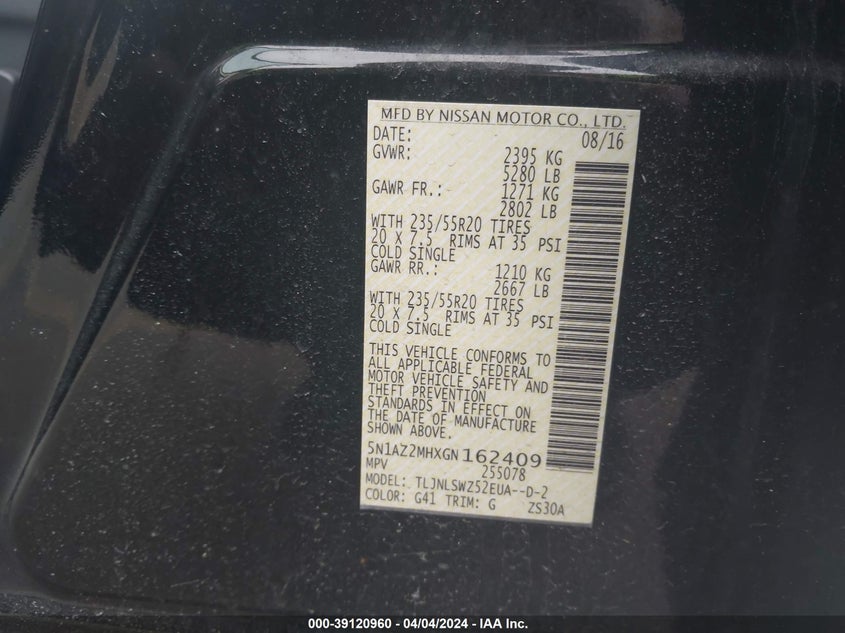 MFD BY NISSAN MOTOR CO., LTD.
DATE: 08/16
GVWR: 2395 KG
5280 LB
GAWR FR.: 1271 KG
2802 LB
WITH 235/55R20 TIRES
20 X 7.5 RIMS AT 35 PSI
COLD SINGLE
GAWR RR.: 1210 KG
2667 LB
WITH 235/55R20 TIRES
20 X 7.5 RIMS AT 35 PSI
COLD SINGLE
THIS VEHICLE CONFORMS TO
ALL APPLICABLE FEDERAL
MOTOR VEHICLE SAFETY AND
THEFT PREVENTION
STANDARDS IN EFFECT ON
THE DATE OF MANUFACTURE
SHOWN ABOVE.
5N1AZ2MHXGN162409
MPV 255078
MODEL: TLJNLSWZ52EUA--D-2
COLOR: G41 TRIM: G ZS30A
000-39120960 - 04/04/2024 - IAA Inc.